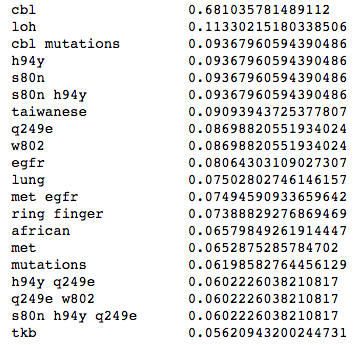 cbl 0.681035781489112
loh 0.11330215180338506
cbl mutations 0.09367960594390486
h94y 0.09367960594390486
s80n 0.09367960594390486
s80n h94y 0.09367960594390486
taiwanese 0.09093943725377807
q249e 0.08698820551934024
w802 0.08698820551934024
egfr 0.08064303109027307
lung 0.07502802746146157
met egfr 0.07494590933659642
ring finger 0.07388829276869469
african 0.06579849261914447
met 0.0652875285784702
mutations 0.06198582764456129
h94y q249e 0.0602226038210817
q249e w802 0.0602226038210817
s80n h94y q249e 0.0602226038210817
tkb 0.05620943200244731